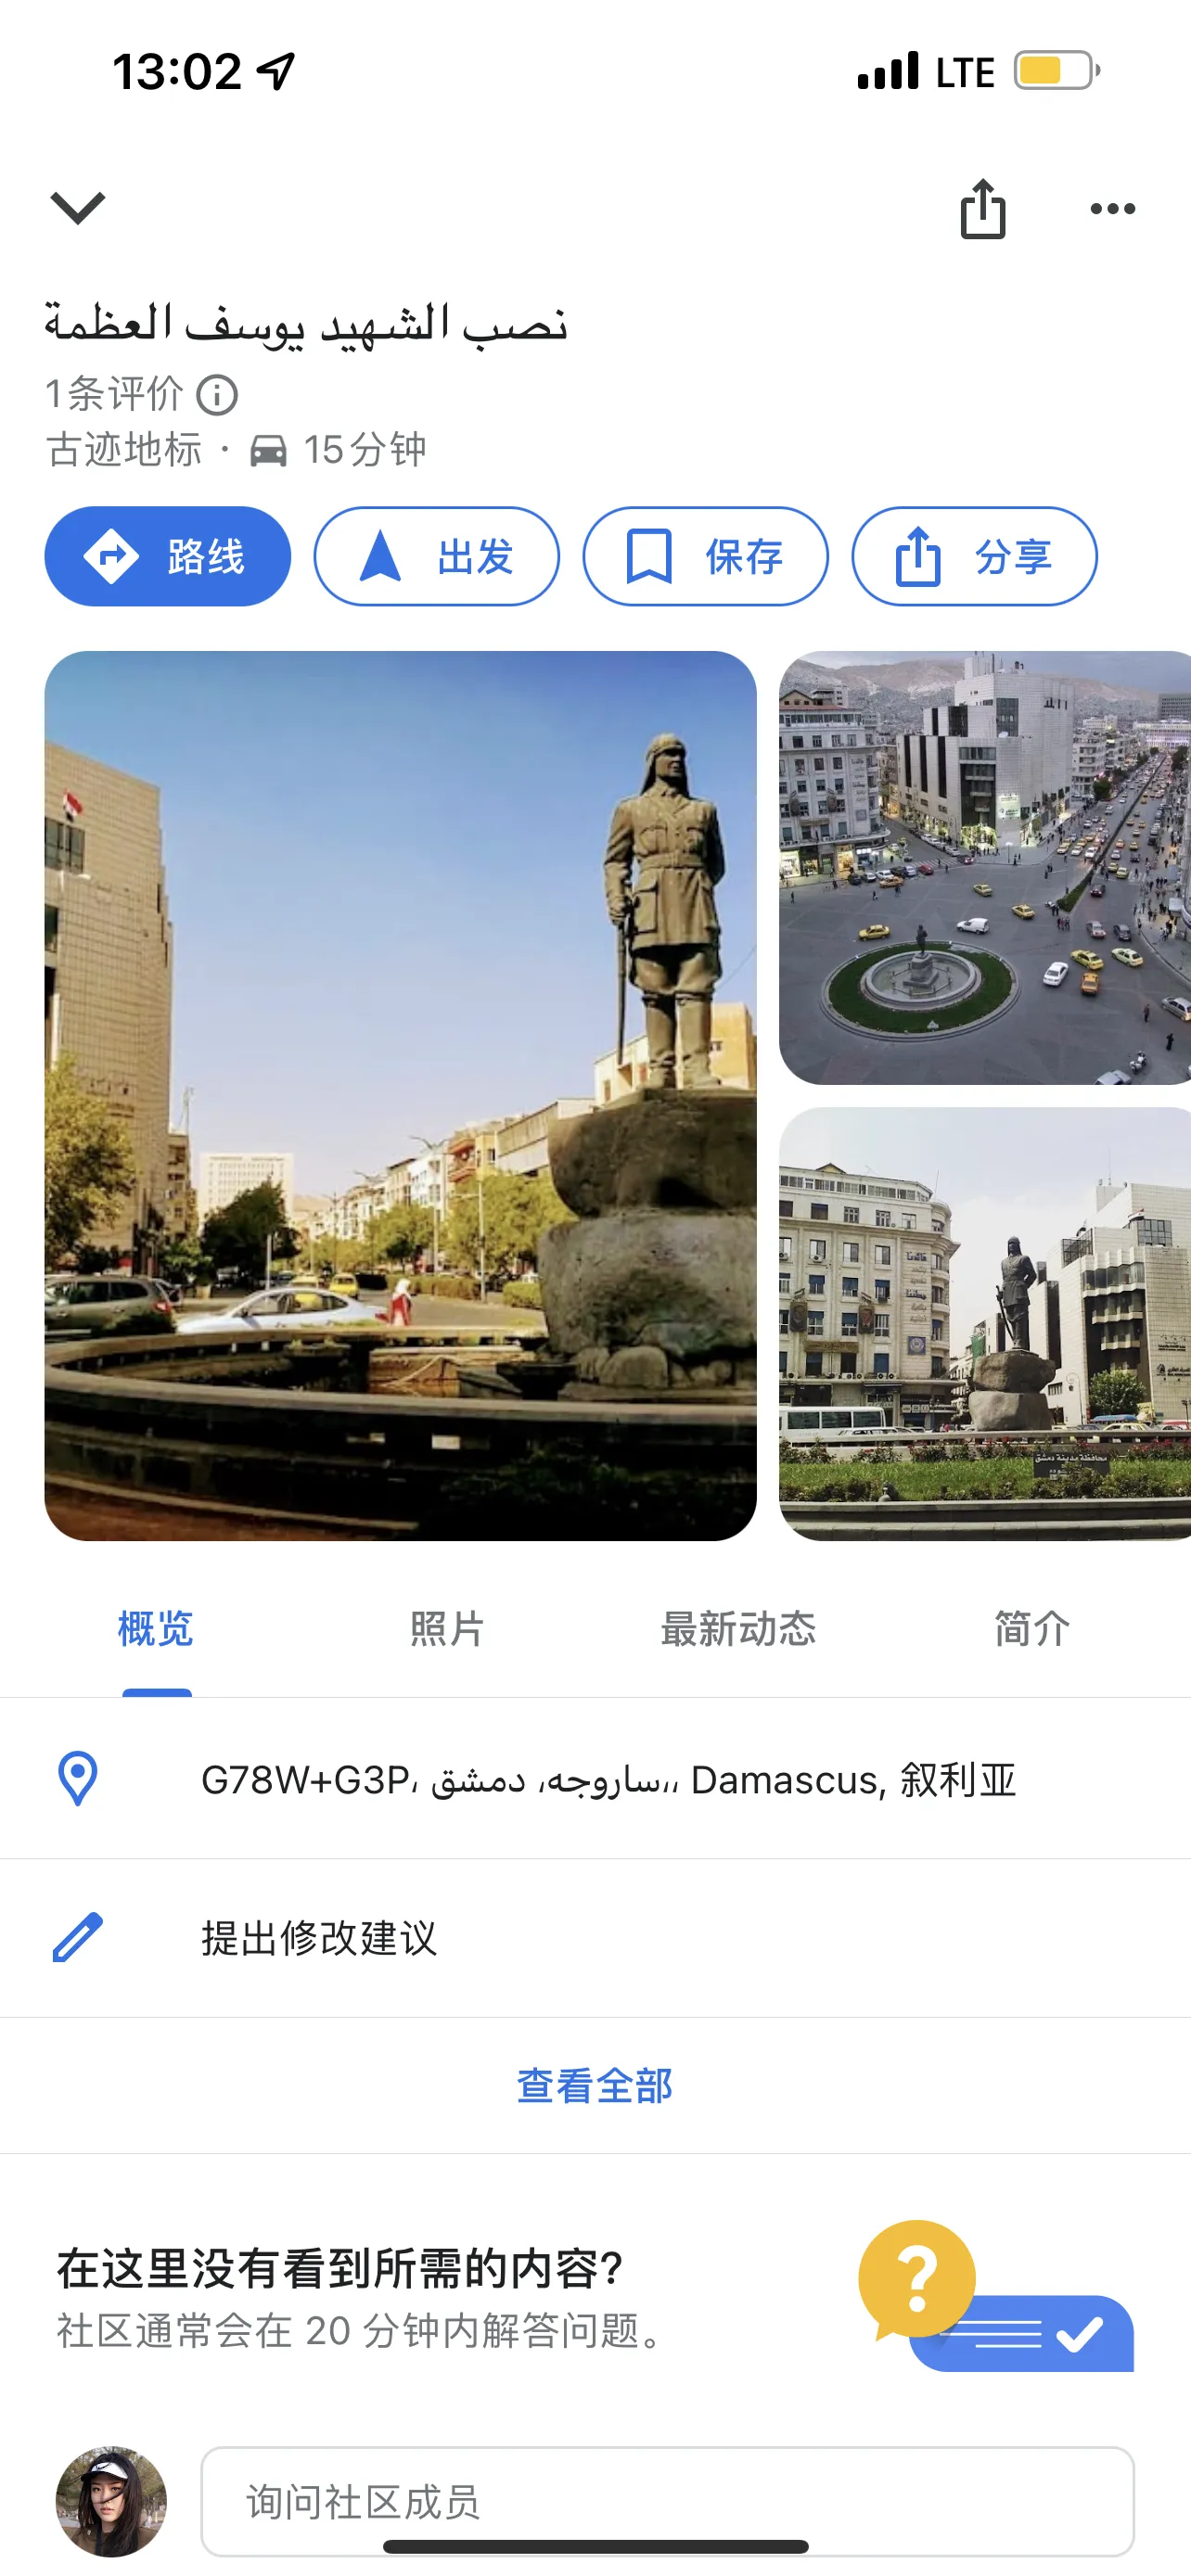 13:02
LTE
نصب الشهيد يوسف العظمة
1条评价
古迹地标 · 15分钟
路线
出发
保存
分享
محافظة مدينة دمشق
概览
照片
最新动态
简介
G78W+G3P، ساروجه، دمشق،، Damascus, 叙利亚
提出修改建议
查看全部
在这里没有看到所需的内容?
社区通常会在 20 分钟内解答问题。
询问社区成员